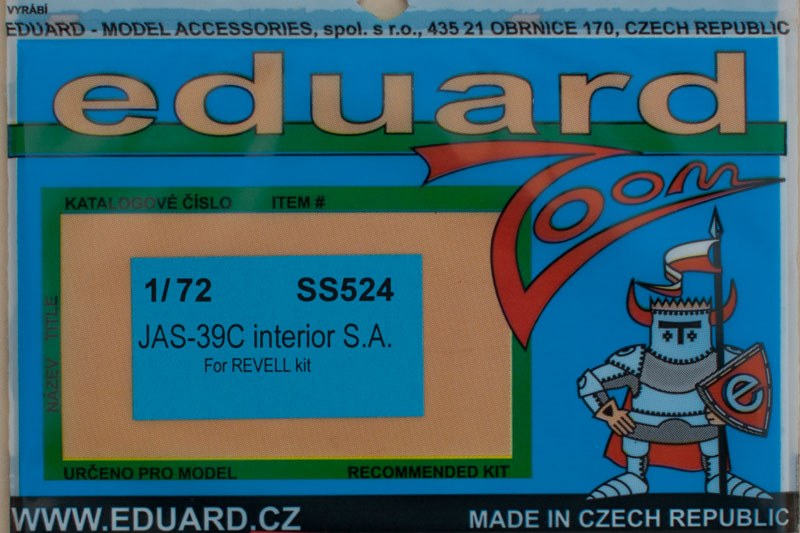 VYRÁBÍ
EDUARD - MODEL ACCESSORIES, spol. s r.o., 435 21 OBRNICE 170, CZECH REPUBLIC
eduard
Zoom
KATALOGOVÉ ČÍSLO ITEM #
1/72 SS524
JAS-39C interior S.A.
For REVELL kit
NÁZEV TITLE
e
URČENO PRO MODEL RECOMMENDED KIT
WWW.EDUARD.CZ MADE IN CZECH REPUBLIC